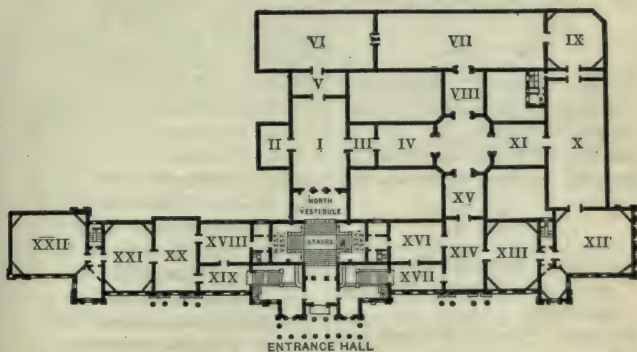 VI
VII
IX
V
VIII
II
I
III
IV
XI
X
NORTH
VESTIBULE
XV
XXII
XXI
XX
XVIII
STAIRS
XVI
XIV
XIII
XII
XIX
XVII
ENTRANCE HALL